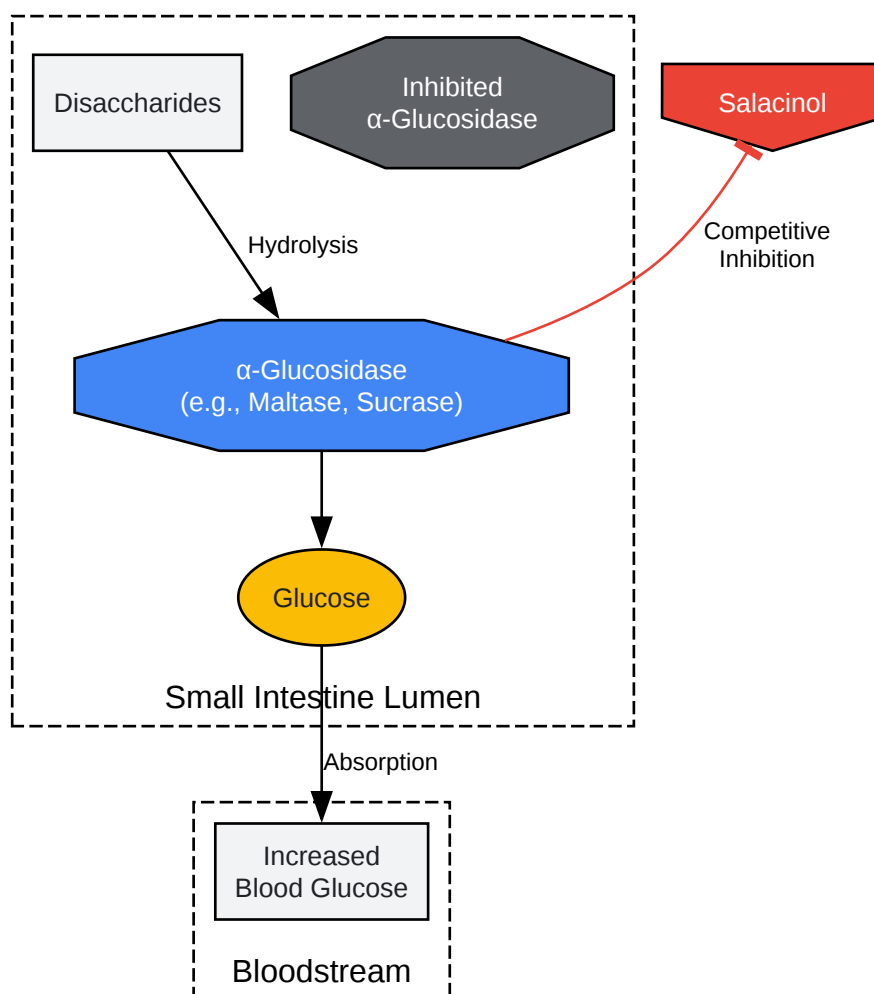 Disaccharides
Inhibited
α-Glucosidase
Salacinol
Hydrolysis
Competitive
Inhibition
α-Glucosidase
(e.g., Maltase, Sucrase)
Glucose
Small Intestine Lumen
Absorption
Increased
Blood Glucose
Bloodstream